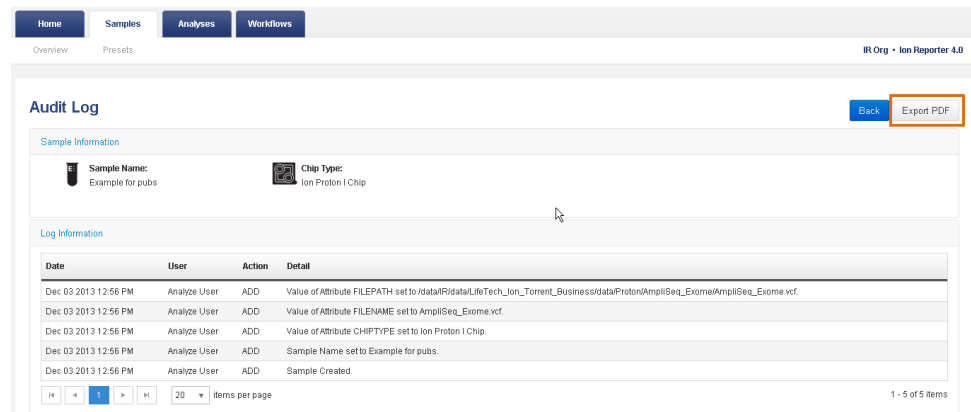 Home Samples Analyses Workflows
Overview Presets IR Org • Ion Reporter 4.0
Audit Log Back Export PDF
Sample Information
Sample Name: Chip Type:
Example for pubs Ion Proton I Chip
Log Information
Date User Action Detail
Dec 03 2013 12:56 PM Analyze User ADD Value of Attribute FILEPATH set to /data/IR/data/LifeTech_Ion_Torrent_Business/data/Proton/AmpliSeq_Exome/AmpliSeq_Exome.vcf.
Dec 03 2013 12:56 PM Analyze User ADD Value of Attribute FILENAME set to AmpliSeq_Exome.vcf.
Dec 03 2013 12:56 PM Analyze User ADD Value of Attribute CHIPTYPE set to Ion Proton I Chip.
Dec 03 2013 12:56 PM Analyze User ADD Sample Name set to Example for pubs.
Dec 03 2013 12:56 PM Analyze User ADD Sample Created.
1 20 items per page 1 - 5 of 5 items